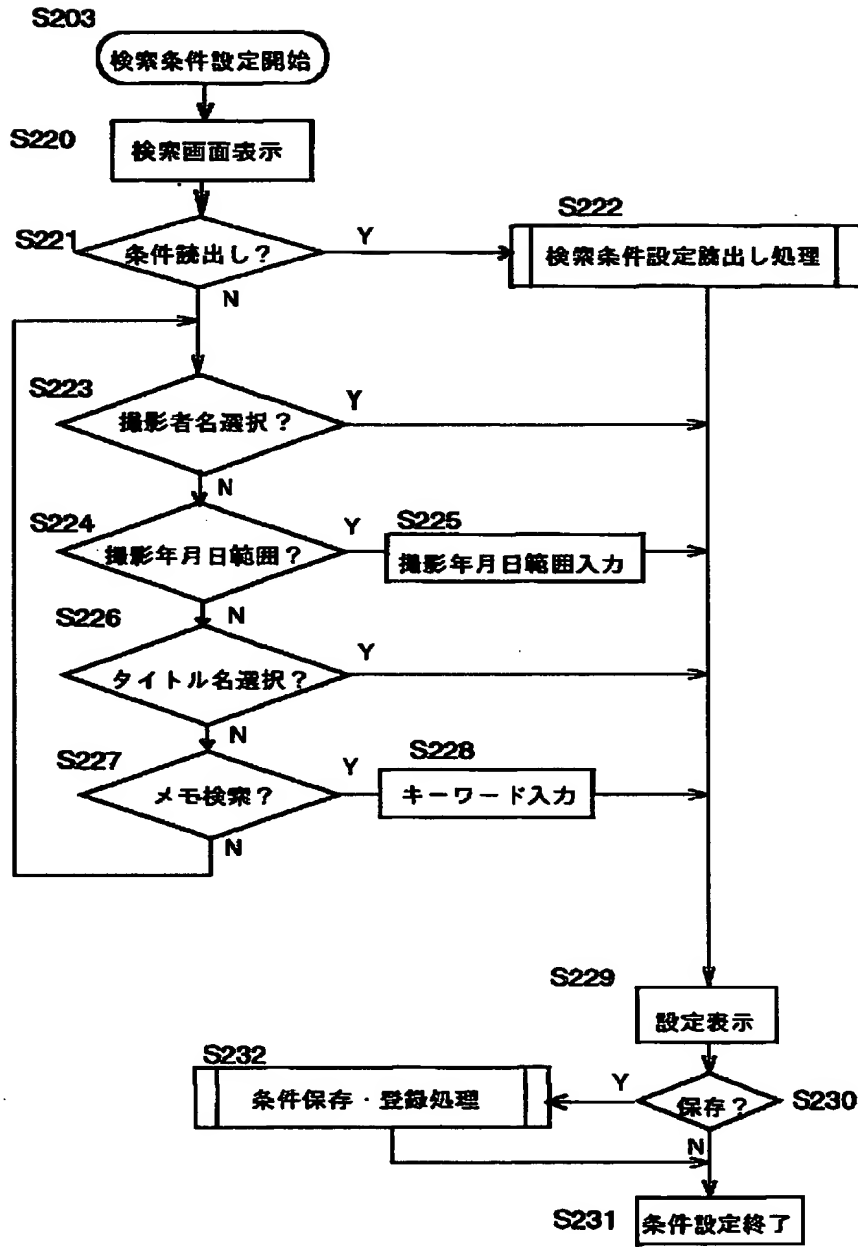 S203
検索条件設定開始
S220
検索画面表示
S221
条件読出し?
Y
N
S222
検索条件設定読出し処理
S223
撮影者名選択?
Y
N
S224
撮影年月日範囲?
Y
N
S225
撮影年月日範囲入力
S226
タイトル名選択?
Y
N
S227
メモ検索?
Y
N
S228
キーワード入力
S229
設定表示
S230
保存?
Y
N
S232
条件保存・登録処理
S231
条件設定終了